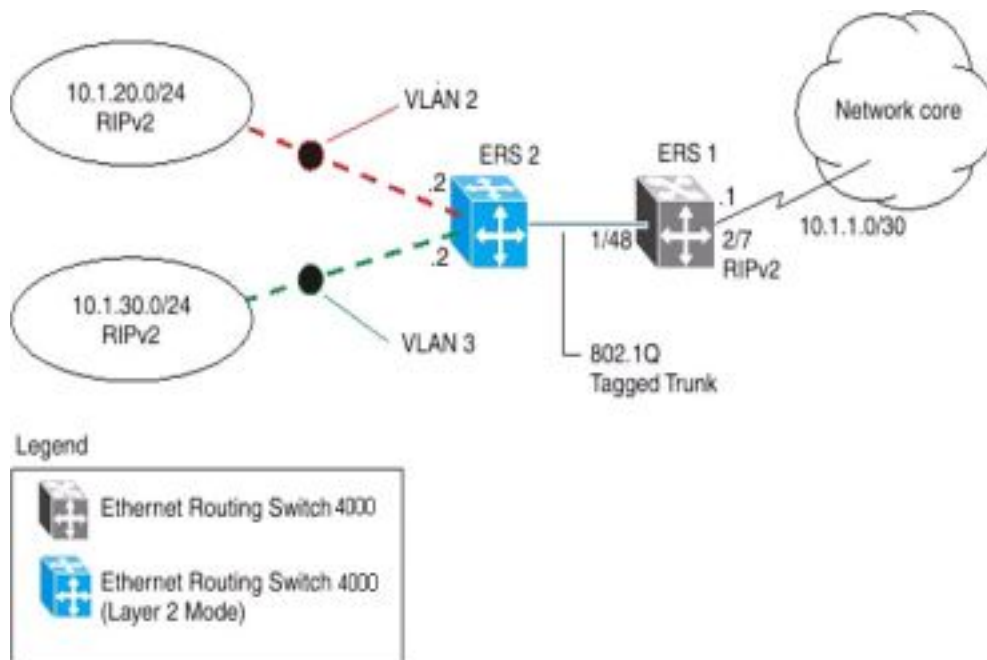 10.1.20.0/24
RIPv2
VLAN 2
Network core
ERS 2
ERS 1
.2
.1
10.1.1.0/30
1/48
2/7
RIPv2
.2
10.1.30.0/24
RIPv2
VLAN 3
802.1Q
Tagged Trunk
Legend
Ethernet Routing Switch 4000
Ethernet Routing Switch 4000
(Layer 2 Mode)